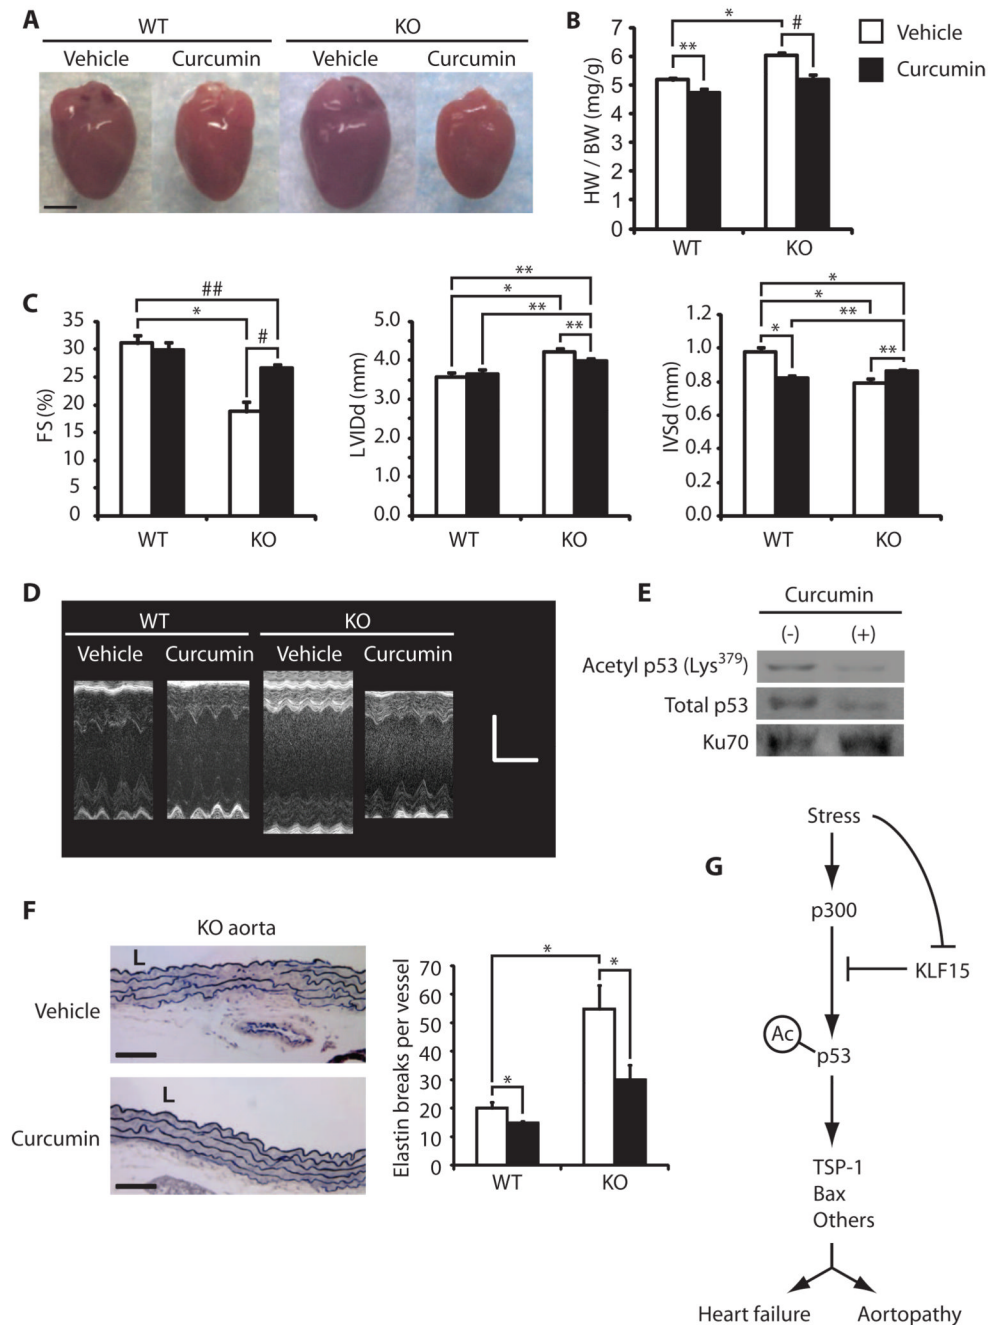 A
WT KO
Vehicle Curcumin Vehicle Curcumin
B
* #
**
HW / BW (mg/g)
7
6
5
4
3
2
1
0
WT KO
Vehicle
Curcumin
C
##
* #
FS (%)
35
30
25
20
15
10
5
0
WT KO
**
*
**
**
LVIDd (mm)
5.0
4.0
3.0
2.0
1.0
0.0
WT KO
*
*
**
* **
IVSd (mm)
1.2
1.0
0.8
0.6
0.4
0.2
0.0
WT KO
D
WT KO
Vehicle Curcumin Vehicle Curcumin
E
Curcumin
(-) (+)
Acetyl p53 (Lys379)
Total p53
Ku70
F
KO aorta
L
Vehicle
L
Curcumin
*
*
*
Elastin breaks per vessel
70
60
50
40
30
20
10
0
WT KO
G
Stress
p300
KLF15
Ac
p53
TSP-1
Bax
Others
Heart failure Aortopathy